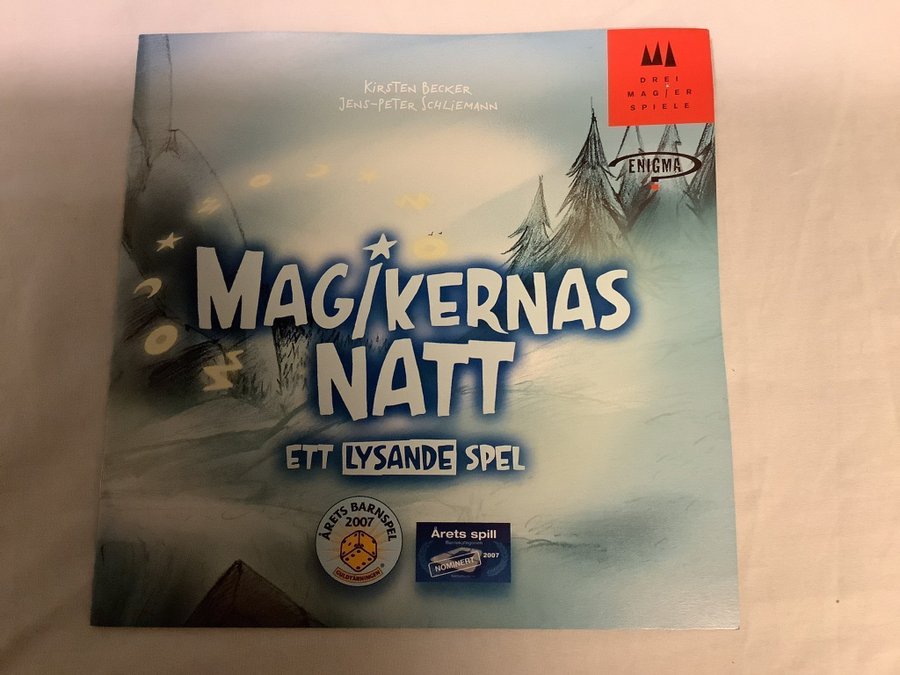 KIRSTEN BECKER
JENS-PETER SCHLIEMANN
DREI
MAGIER
SPIELE
ENIGMA
MAGIKERNAS
NATT
ETT LYSANDE SPEL
ÅRETS BARNSPEL
2007
GULDTÄRNINGEN
Årets spill
2007
NOMINERT